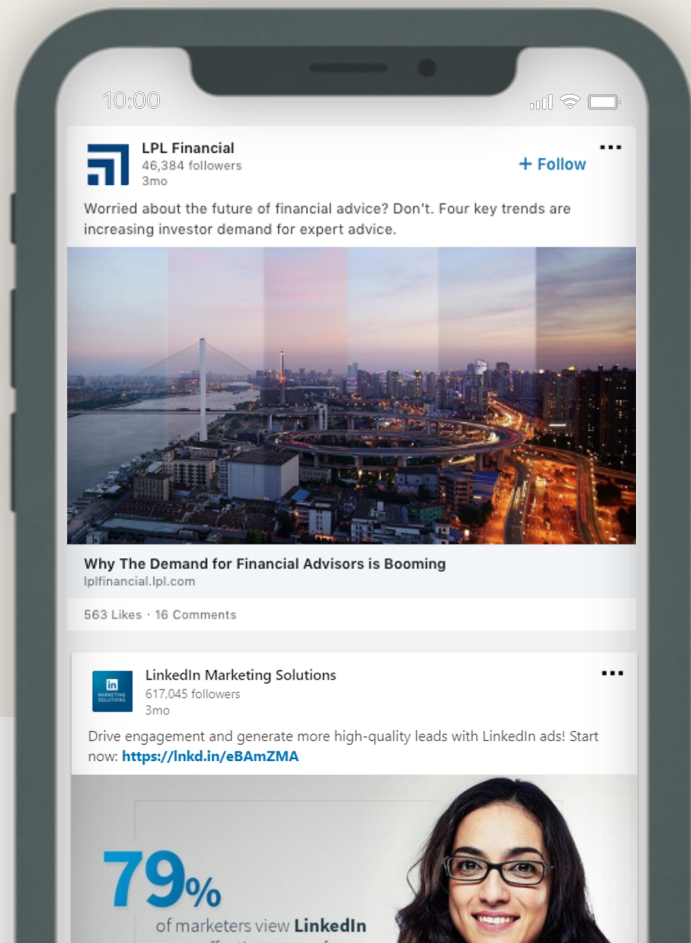 10:00
LPL Financial
46,384 followers
3mo
+ Follow
Worried about the future of financial advice? Don't. Four key trends are
increasing investor demand for expert advice.
Why The Demand for Financial Advisors is Booming
lplfinancial.lpl.com
563 Likes · 16 Comments
in
MARKETING
SOLUTIONS
LinkedIn Marketing Solutions
617,045 followers
3mo
Drive engagement and generate more high-quality leads with LinkedIn ads! Start
now: https://lnkd.in/eBAmZMA
79%
of marketers view LinkedIn